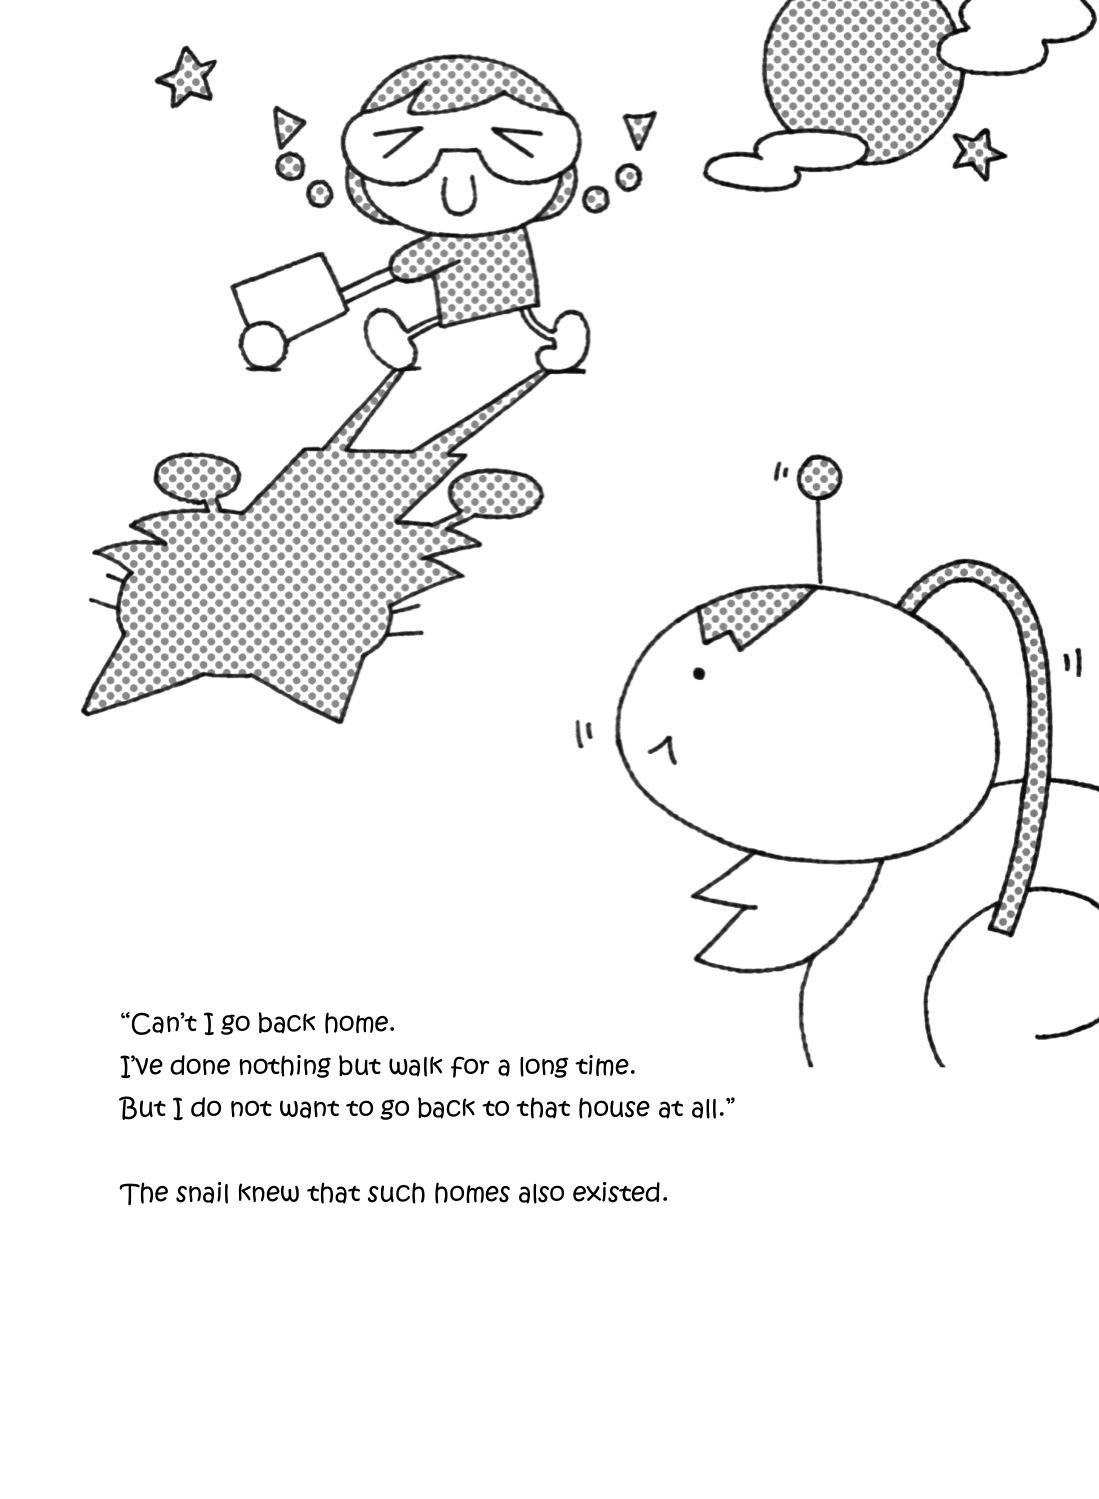 “Can’t I go back home.
I’ve done nothing but walk for a long time.
But I do not want to go back to that house at all.”
The snail knew that such homes also existed.